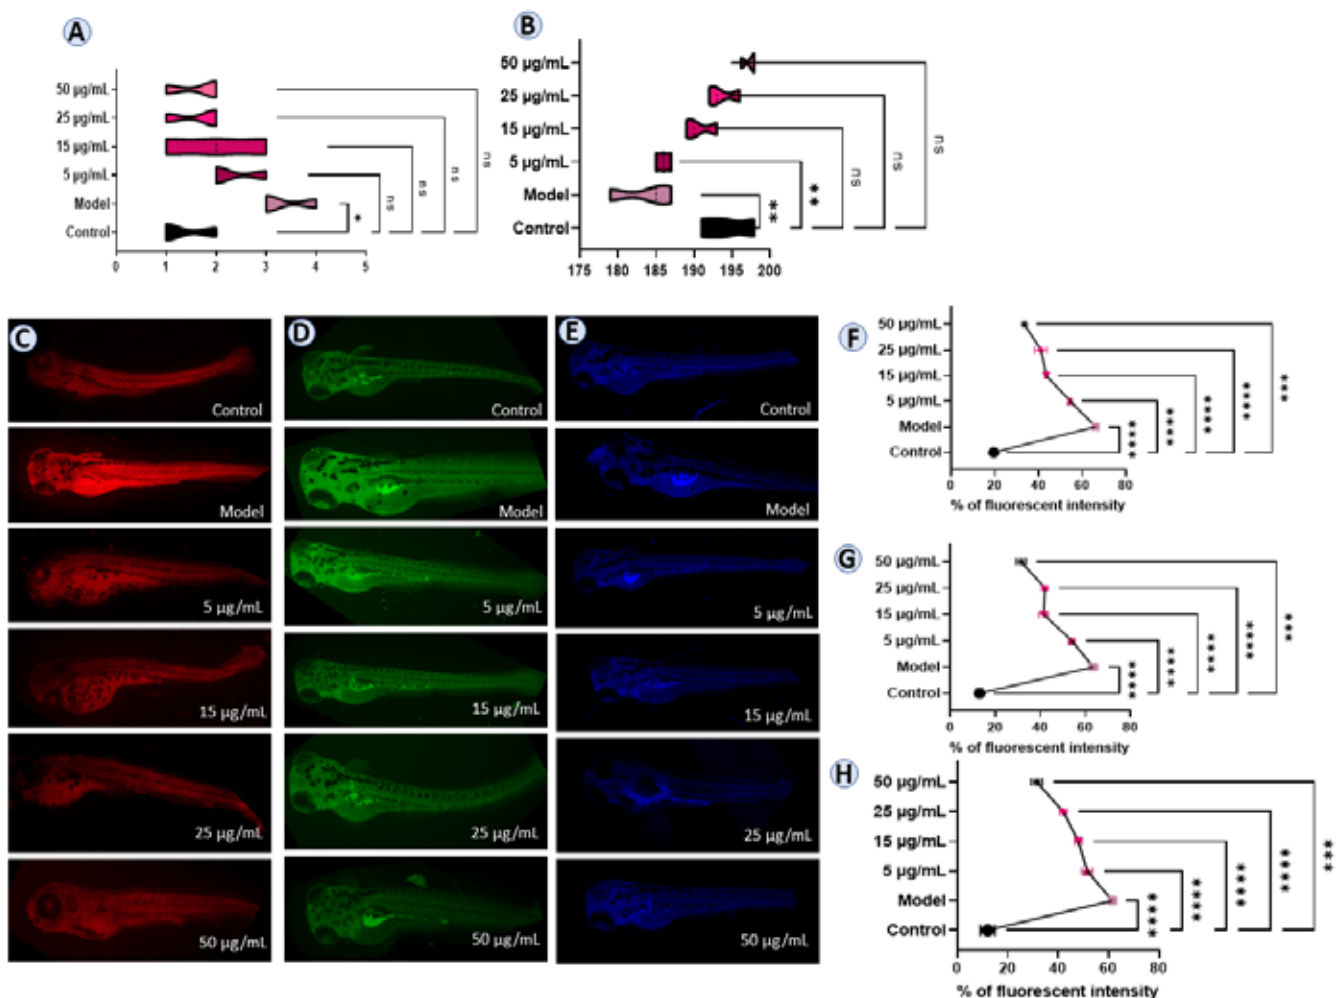 A
50 µg/mL
25 µg/mL
15 µg/mL
5 µg/mL
Model
Control
0 1 2 3 4 5
* ns ns ns ns
B
50 µg/mL
25 µg/mL
15 µg/mL
5 µg/mL
Model
Control
175 180 185 190 195 200
** ** ns ns ns
C
Control
Model
5 µg/mL
15 µg/mL
25 µg/mL
50 µg/mL
D
Control
Model
5 µg/mL
15 µg/mL
25 µg/mL
50 µg/mL
E
Control
Model
5 µg/mL
15 µg/mL
25 µg/mL
50 µg/mL
F
50 µg/mL
25 µg/mL
15 µg/mL
5 µg/mL
Model
Control
0 20 40 60 80
% of fluorescent intensity
**** **** **** **** ***
G
50 µg/mL
25 µg/mL
15 µg/mL
5 µg/mL
Model
Control
0 20 40 60 80
% of fluorescent intensity
**** **** **** **** ***
H
50 µg/mL
25 µg/mL
15 µg/mL
5 µg/mL
Model
Control
0 20 40 60 80
% of fluorescent intensity
**** **** **** **** ***